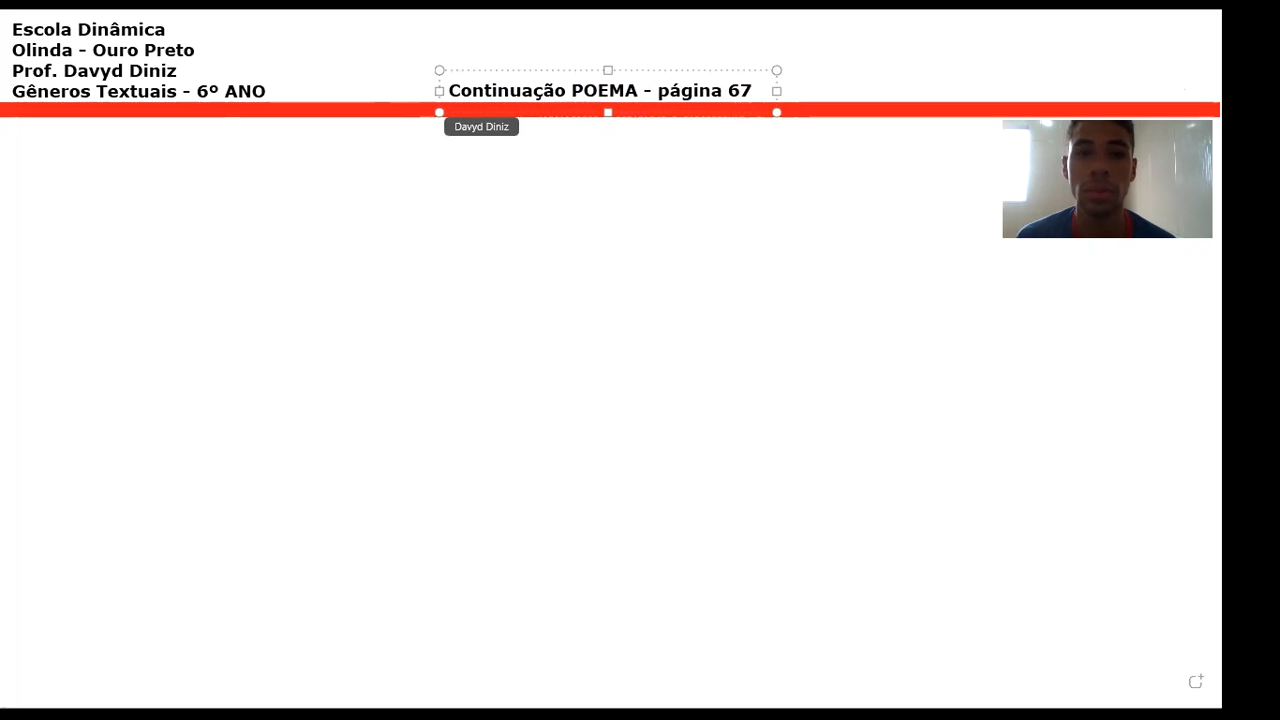 Escola Dinâmica
Olinda - Ouro Preto
Prof. Davyd Diniz
Gêneros Textuais - 6º ANO
Continuação POEMA - página 67
Davyd Diniz